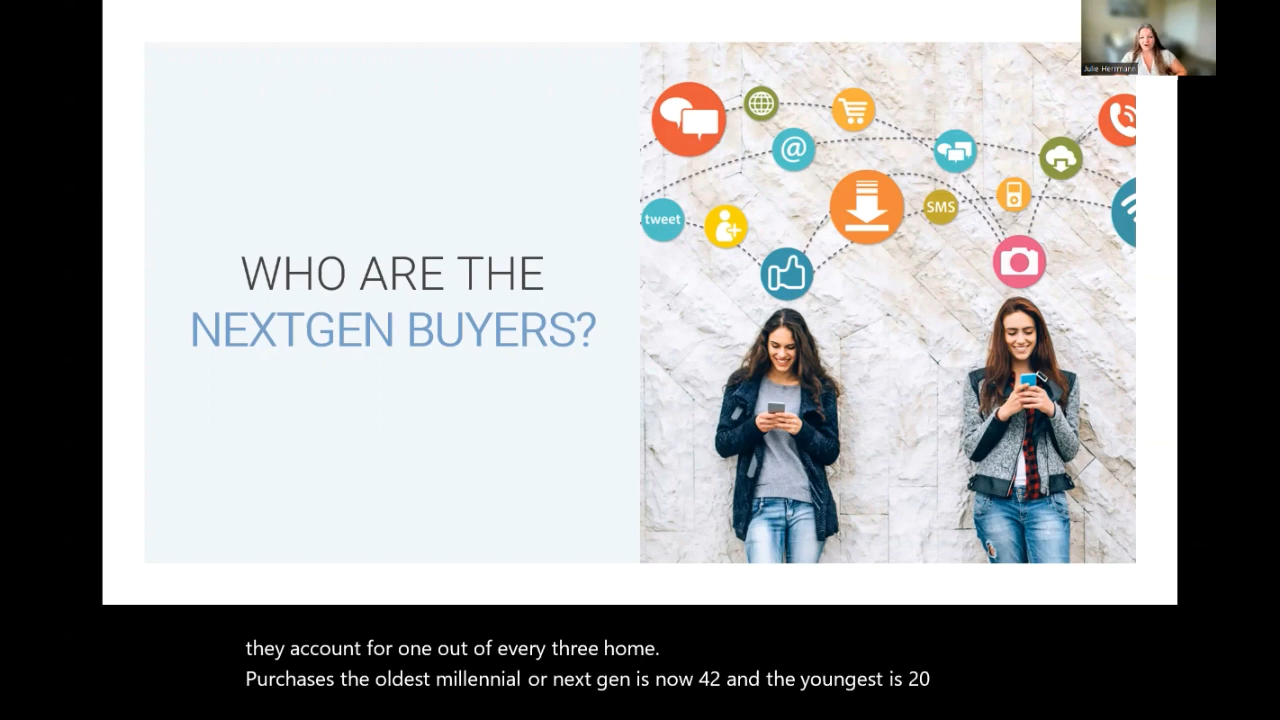 Julie Herrmann
@
tweet
SMS
WHO ARE THE
NEXTGEN BUYERS?
they account for one out of every three home.
Purchases the oldest millennial or next gen is now 42 and the youngest is 20